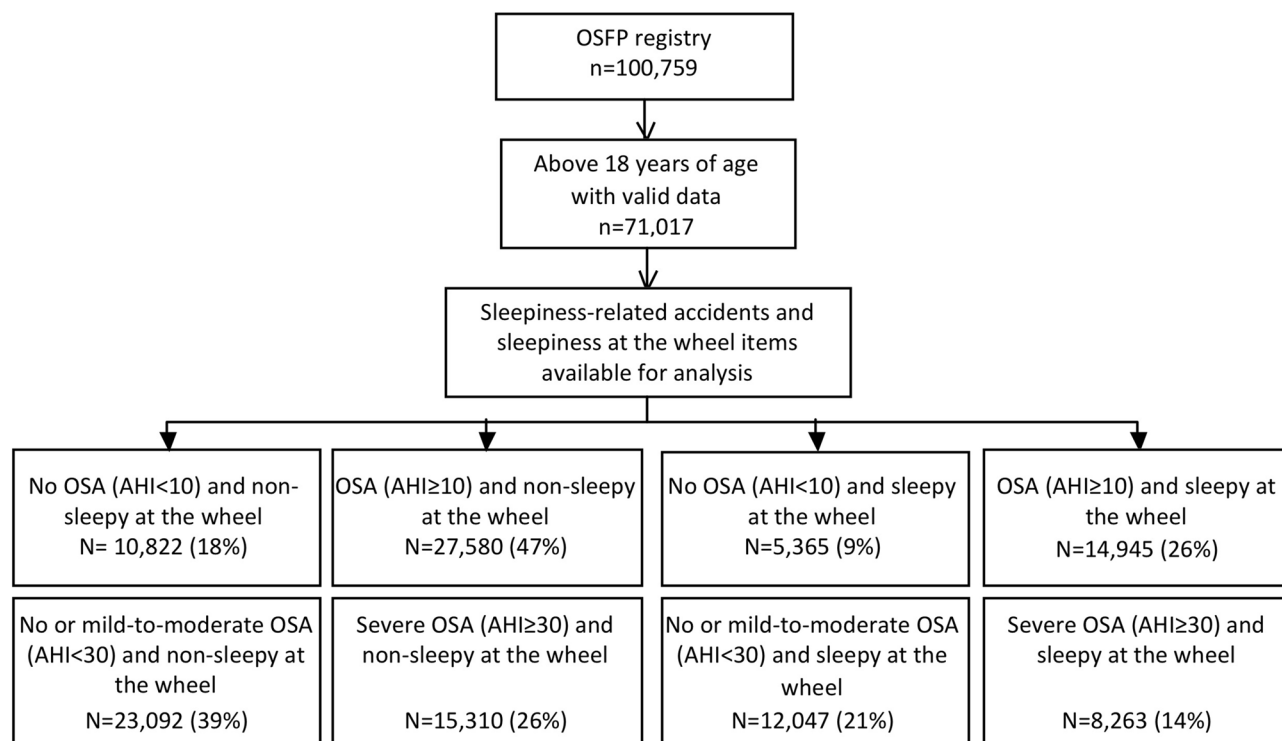 OSFP registry
n=100,759
Above 18 years of age
with valid data
n=71,017
Sleepiness-related accidents and
sleepiness at the wheel items
available for analysis
No OSA (AHI<10) and non-
sleepy at the wheel
N= 10,822 (18%)
OSA (AHI≥10) and non-sleepy
at the wheel
N=27,580 (47%)
No OSA (AHI<10) and sleepy
at the wheel
N=5,365 (9%)
OSA (AHI≥10) and sleepy at
the wheel
N=14,945 (26%)
No or mild-to-moderate OSA
(AHI<30) and non-sleepy at
the wheel
N=23,092 (39%)
Severe OSA (AHI≥30) and
non-sleepy at the wheel
N=15,310 (26%)
No or mild-to-moderate OSA
(AHI<30) and sleepy at the
wheel
N=12,047 (21%)
Severe OSA (AHI≥30) and
sleepy at the wheel
N=8,263 (14%)